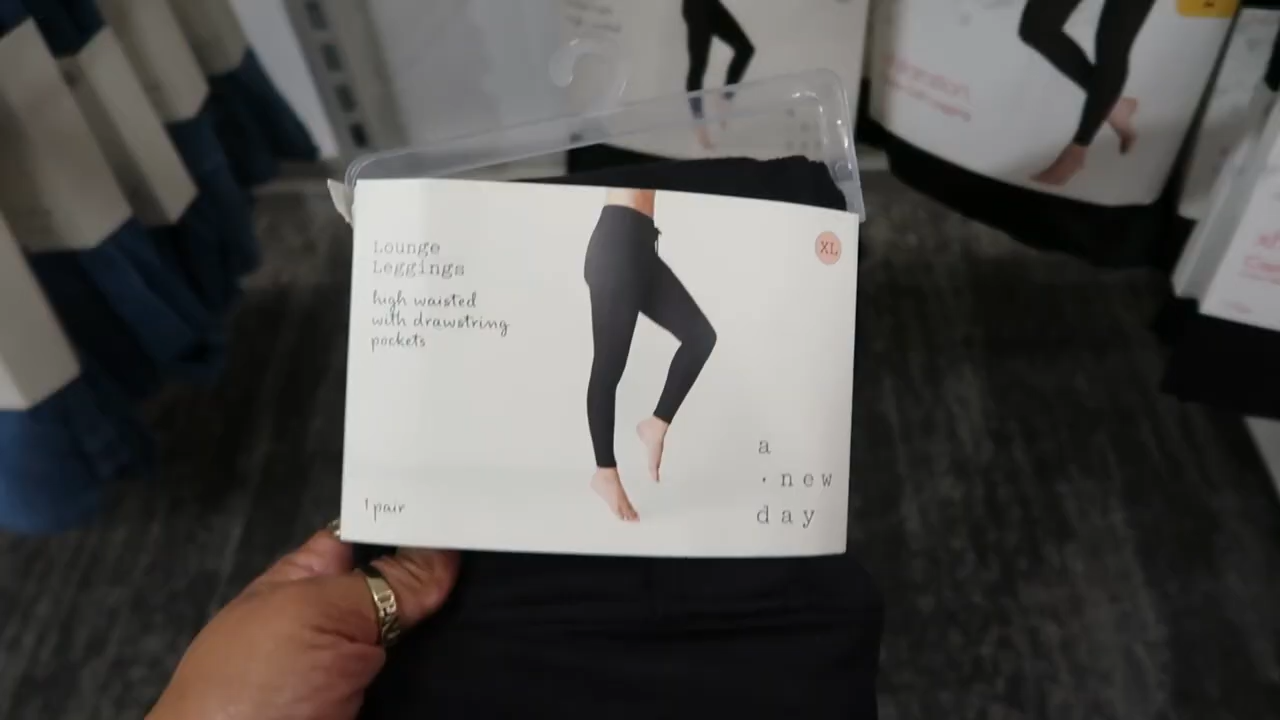 Lounge
Leggings
high waisted
with drawstring
pockets
1 pair
XL
a
· new
day